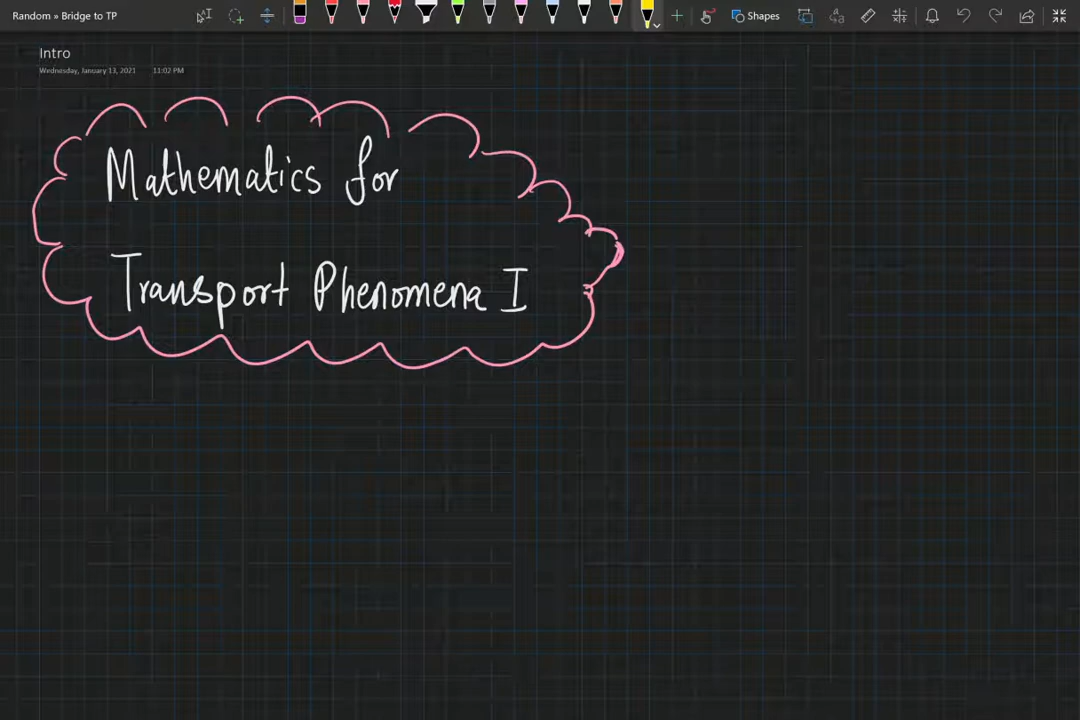 Random » Bridge to TP
Shapes
Intro
Wednesday, January 13, 2021 11:02 PM
Mathematics for
Transport Phenomena I